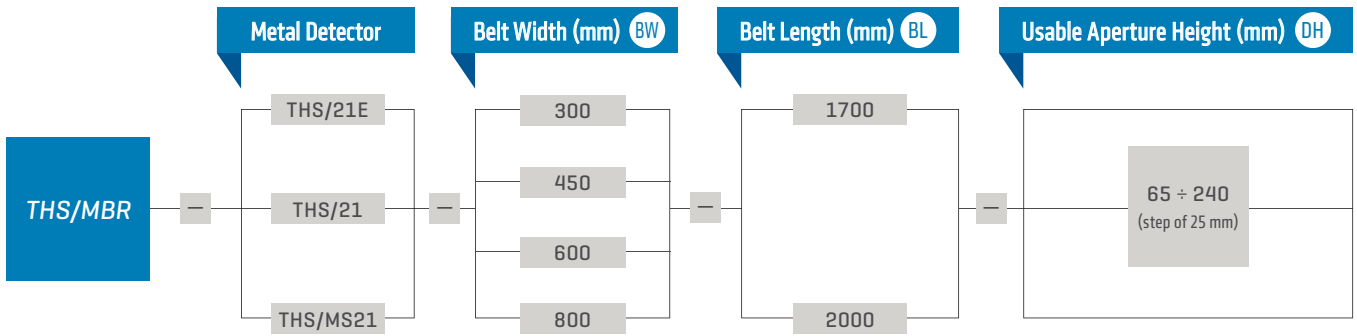 Metal Detector
Belt Width (mm) BW
Belt Length (mm) BL
Usable Aperture Height (mm) DH
THS/MBR
—
THS/21E
THS/21
THS/MS21
—
300
450
600
800
—
1700
2000
—
65 ÷ 240
(step of 25 mm)